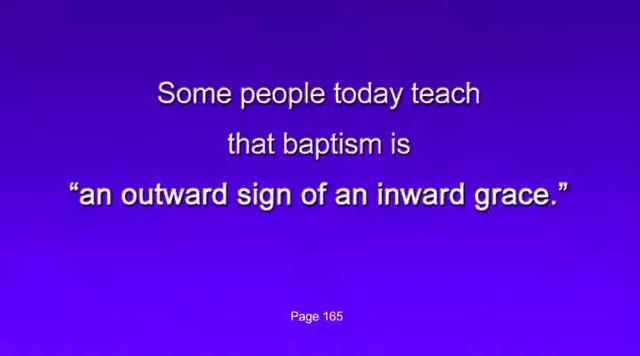 Some people today teach
that baptism is
“an outward sign of an inward grace.”
Page 165